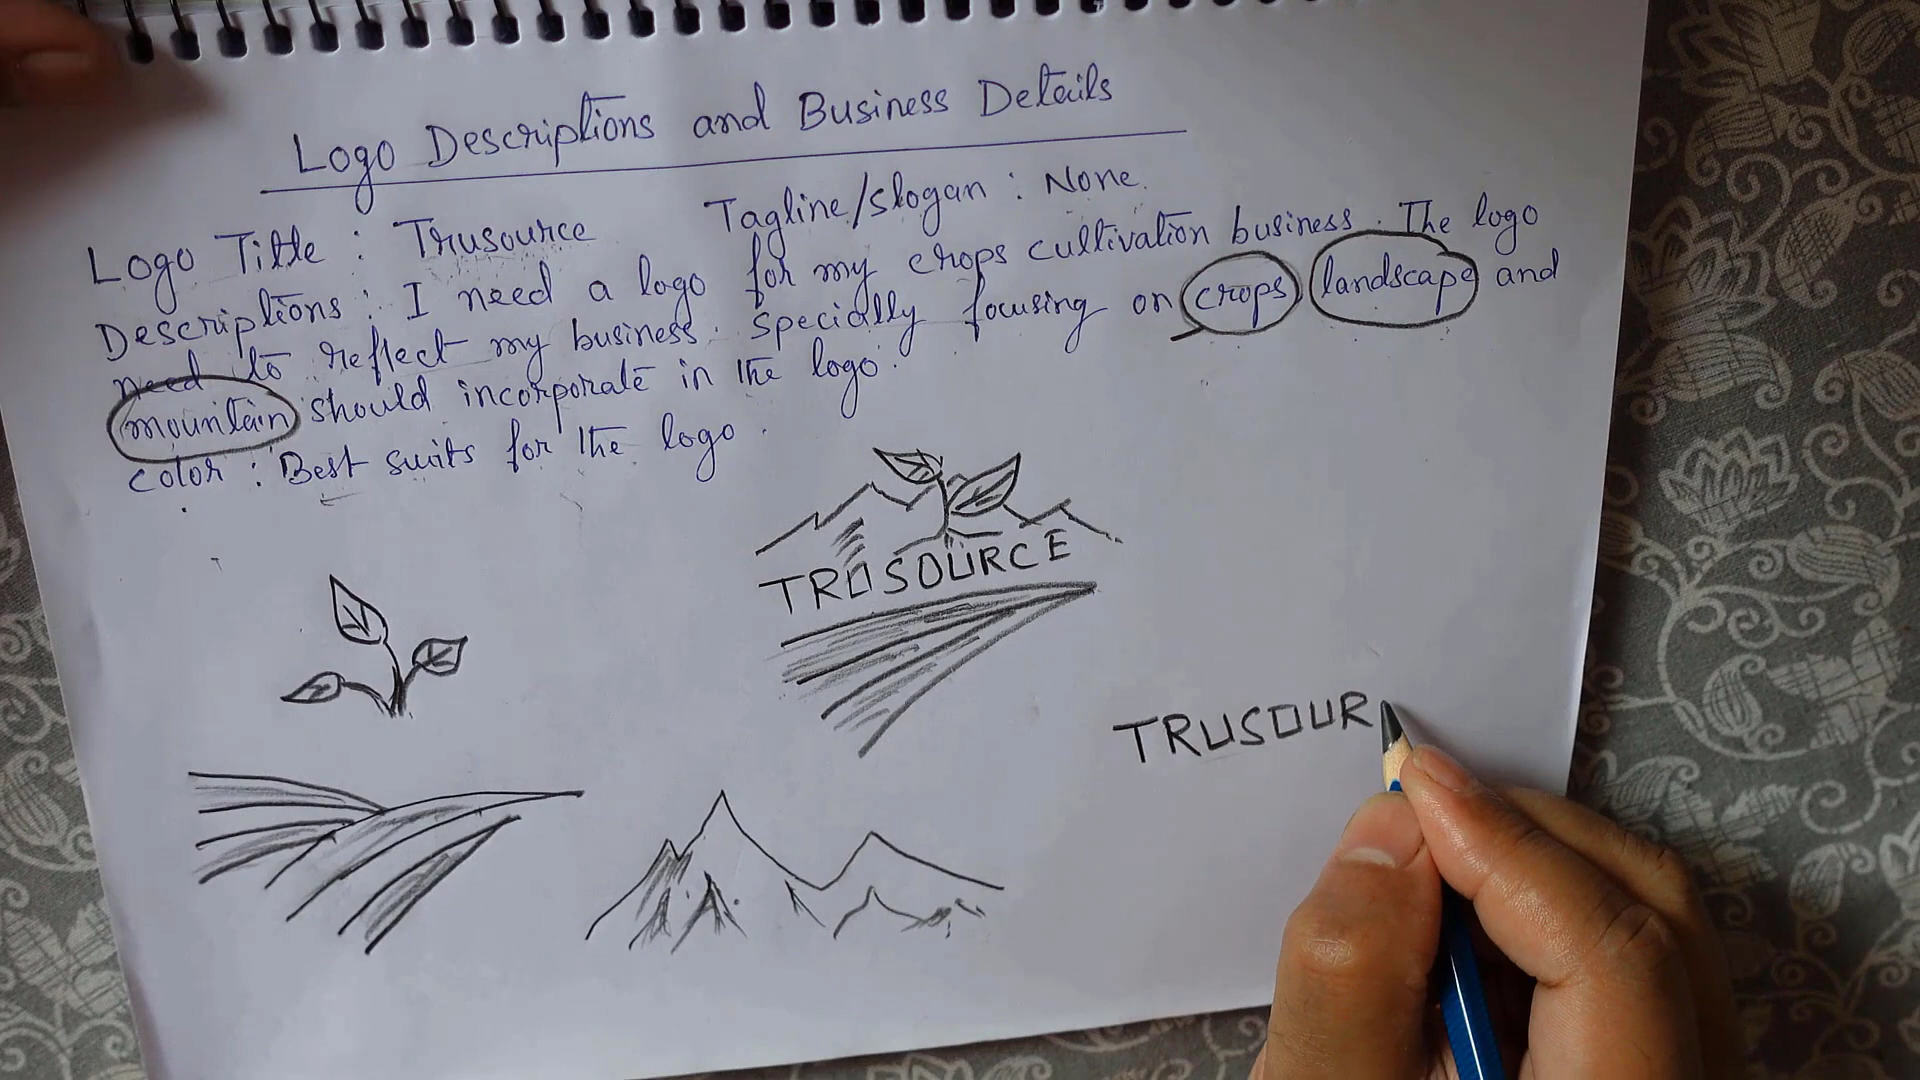 Logo Descriptions and Business Details
Logo Title : Trusource Tagline/slogan : None.
Descriptions : I need a logo for my crops cultivation business. The logo
need to reflect my business. specially focusing on crops landscape and
mountain should incorporate in the logo.
color : Best suits for the logo.
TRUSOURCE
TRUSOUR